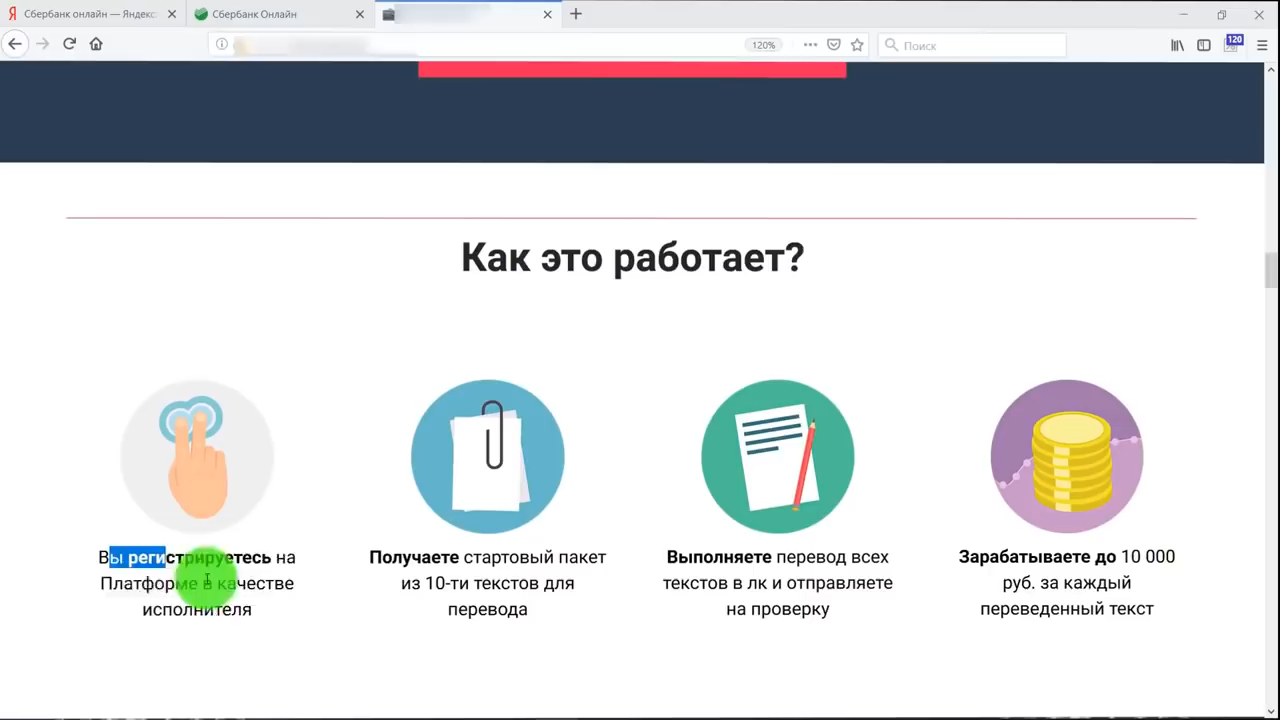 Сбербанк онлайн — Яндекс
Сбербанк Онлайн
120%
Поиск
120
Как это работает?
Вы регистрируетесь на
Платформе в качестве
исполнителя
Получаете стартовый пакет
из 10-ти текстов для
перевода
Выполняете перевод всех
текстов в лк и отправляете
на проверку
Зарабатываете до 10 000
руб. за каждый
переведенный текст